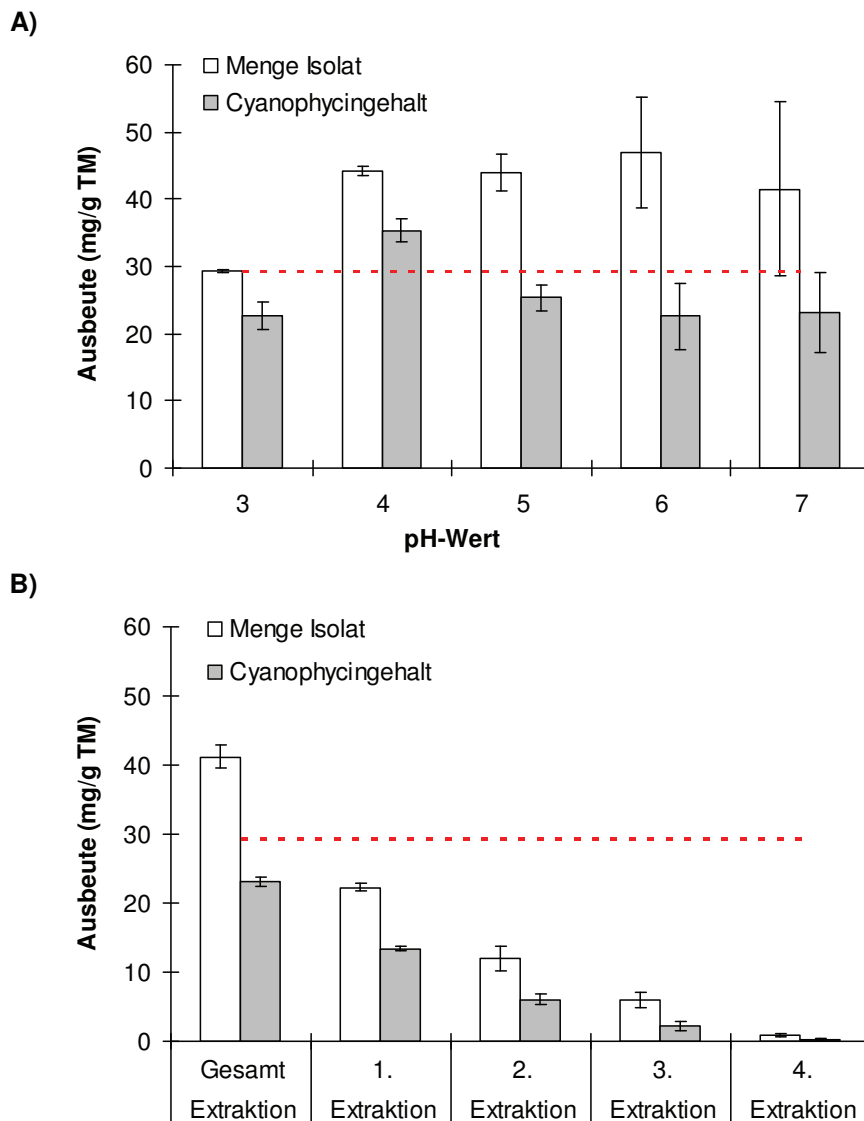 A)
Menge Isolat
Cyanophycingehalt
Ausbeute (mg/g TM)
60
50
40
30
20
10
0
3 4 5 6 7
pH-Wert
B)
Menge Isolat
Cyanophycingehalt
Ausbeute (mg/g TM)
60
50
40
30
20
10
0
Gesamt 1. 2. 3. 4.
Extraktion Extraktion Extraktion Extraktion Extraktion